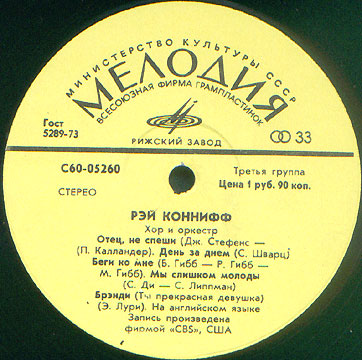 МИНИСТЕРСТВО КУЛЬТУРЫ СССР
МЕЛОДИЯ
ВСЕСОЮЗНАЯ ФИРМА ГРАМПЛАСТИНОК
Гост
5289-73
РИЖСКИЙ ЗАВОД
33
С60-05260
СТЕРЕО
Третья группа
Цена 1 руб. 90 коп.
РЭЙ КОННИФФ
Хор и оркестр
Отец, не спеши (Дж. Стефенс —
П. Калландер). День за днем (С. Шварц)
Беги ко мне (Б. Гибб — Р. Гибб —
М. Гибб). Мы слишком молоды
(С. Ди — С. Липпман)
Брэнди (Ты прекрасная девушка)
(Э. Лури). На английском языке
Запись произведена
фирмой «CBS», США